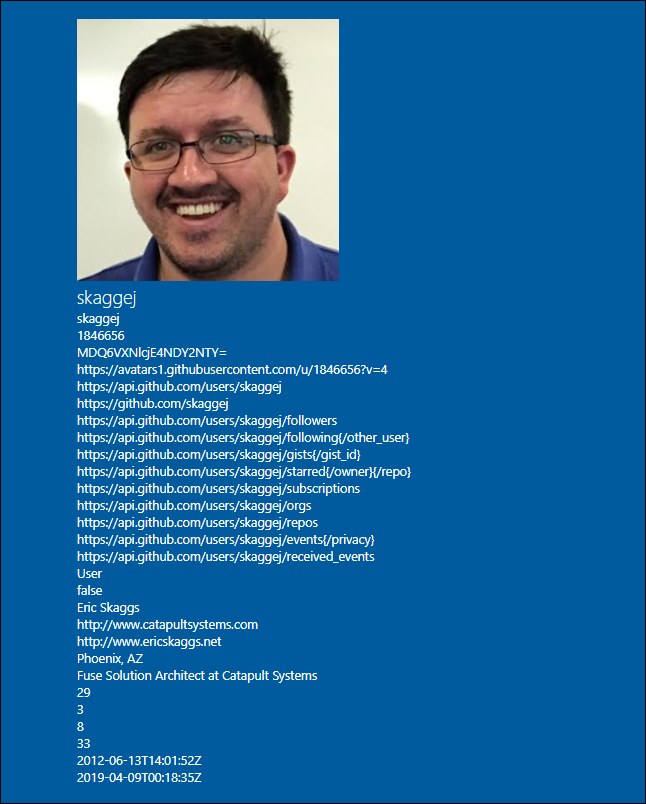 skaggej
skaggej
1846656
MDQ6VXNlcjE4NDY2NTY=
https://avatars1.githubusercontent.com/u/1846656?v=4
https://api.github.com/users/skaggej
https://github.com/skaggej
https://api.github.com/users/skaggej/followers
https://api.github.com/users/skaggej/following{/other_user}
https://api.github.com/users/skaggej/gists{/gist_id}
https://api.github.com/users/skaggej/starred{/owner}{/repo}
https://api.github.com/users/skaggej/subscriptions
https://api.github.com/users/skaggej/orgs
https://api.github.com/users/skaggej/repos
https://api.github.com/users/skaggej/events{/privacy}
https://api.github.com/users/skaggej/received_events
User
false
Eric Skaggs
http://www.catapultsystems.com
http://www.ericskaggs.net
Phoenix, AZ
Fuse Solution Architect at Catapult Systems
29
3
8
33
2012-06-13T14:01:52Z
2019-04-09T00:18:35Z